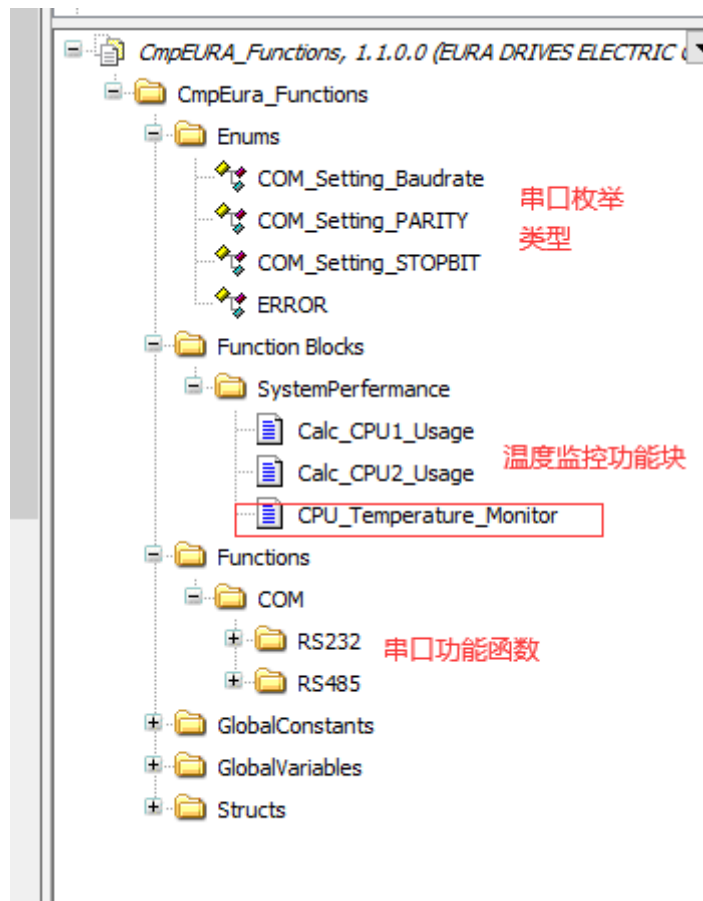 CmpEURA_Functions, 1.1.0.0 (EURA DRIVES ELECTRIC
CmpEura_Functions
Enums
COM_Setting_Baudrate
串口枚举
COM_Setting_PARITY
类型
COM_Setting_STOPBIT
ERROR
Function Blocks
SystemPerfermance
Calc_CPU1_Usage
温度监控功能块
Calc_CPU2_Usage
CPU_Temperature_Monitor
Functions
COM
RS232
串口功能函数
RS485
GlobalConstants
GlobalVariables
Structs